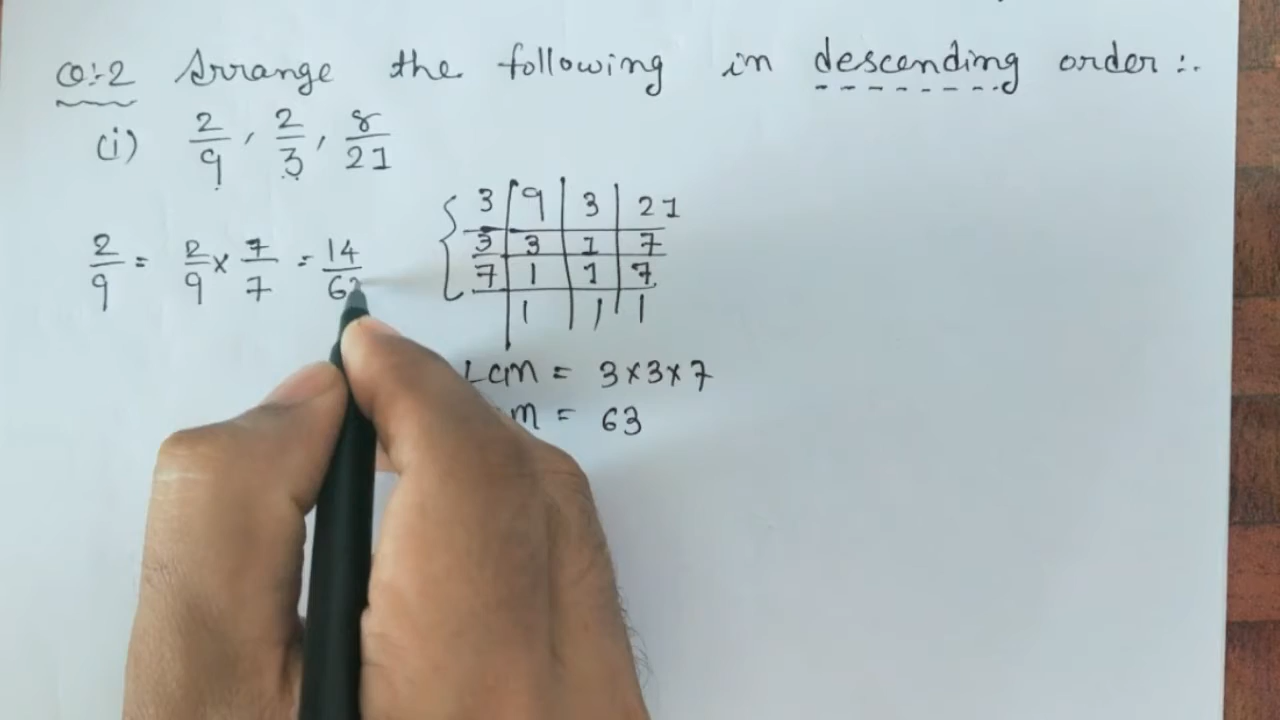 Q:-2 Arrange the following in descending order :-
(i) 2/9, 2/3, 8/21
2/9 = 2/9 × 7/7 = 14/63
3 | 9 | 3 | 21
3 | 3 | 1 | 7
7 | 1 | 1 | 7
| 1 | 1 | 1
LCM = 3×3×7
= 63